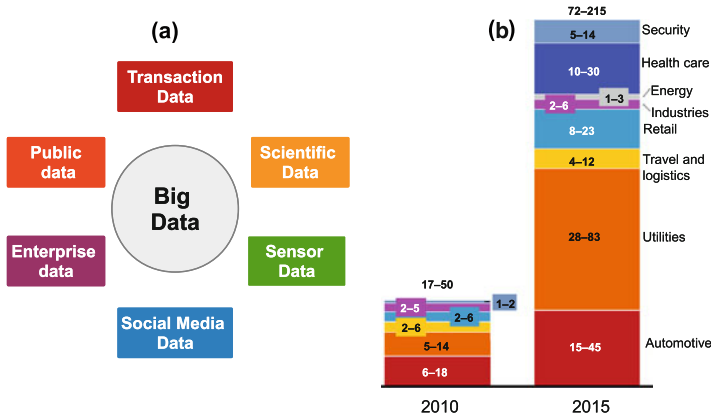 (a)
Transaction
Data
Public
data
Scientific
Data
Big
Data
Enterprise
data
Sensor
Data
Social Media
Data
(b)
72–215
5–14
Security
10–30
Health care
1–3
Energy
2–6
Industries
8–23
Retail
4–12
Travel and
logistics
28–83
Utilities
15–45
Automotive
17–50
1–2
2–5
2–6
2–6
5–14
6–18
2010
2015